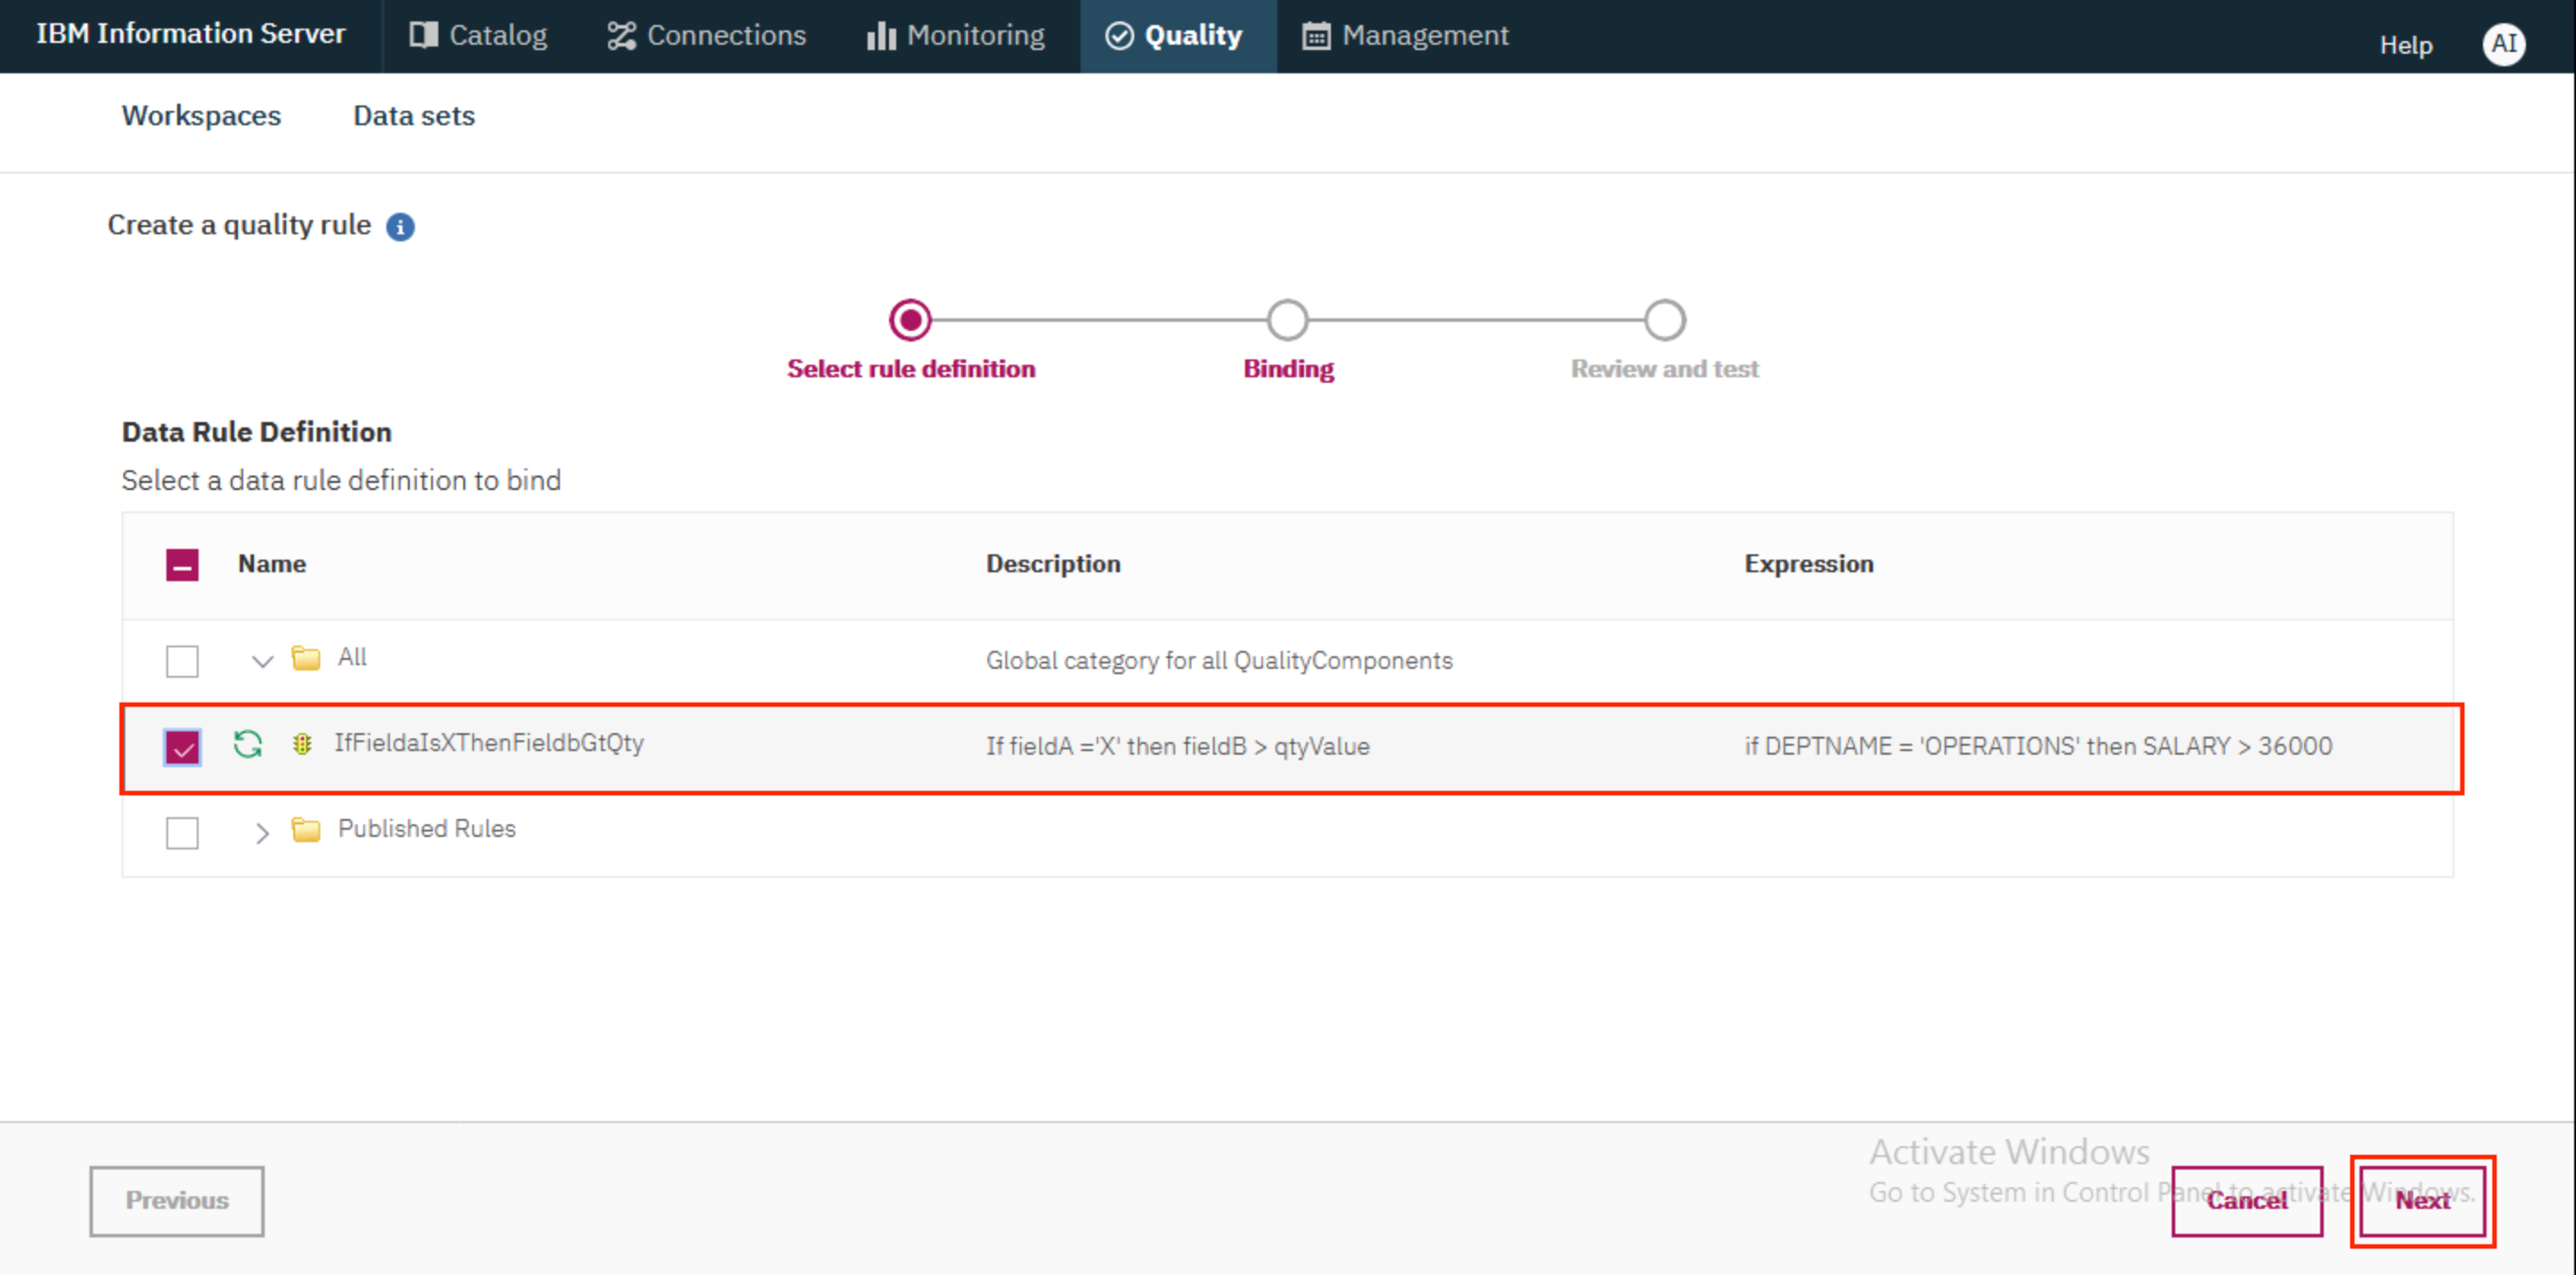 IBM Information Server Catalog Connections Monitoring Quality Management Help AI
Workspaces Data sets
Create a quality rule i
Select rule definition Binding Review and test
Data Rule Definition
Select a data rule definition to bind
Name Description Expression
All Global category for all QualityComponents
IfFieldaIsXThenFieldbGtQty If fieldA ='X' then fieldB > qtyValue if DEPTNAME = 'OPERATIONS' then SALARY > 36000
Published Rules
Activate Windows
Go to System in Control Panel to activate Windows.
Previous Cancel Next